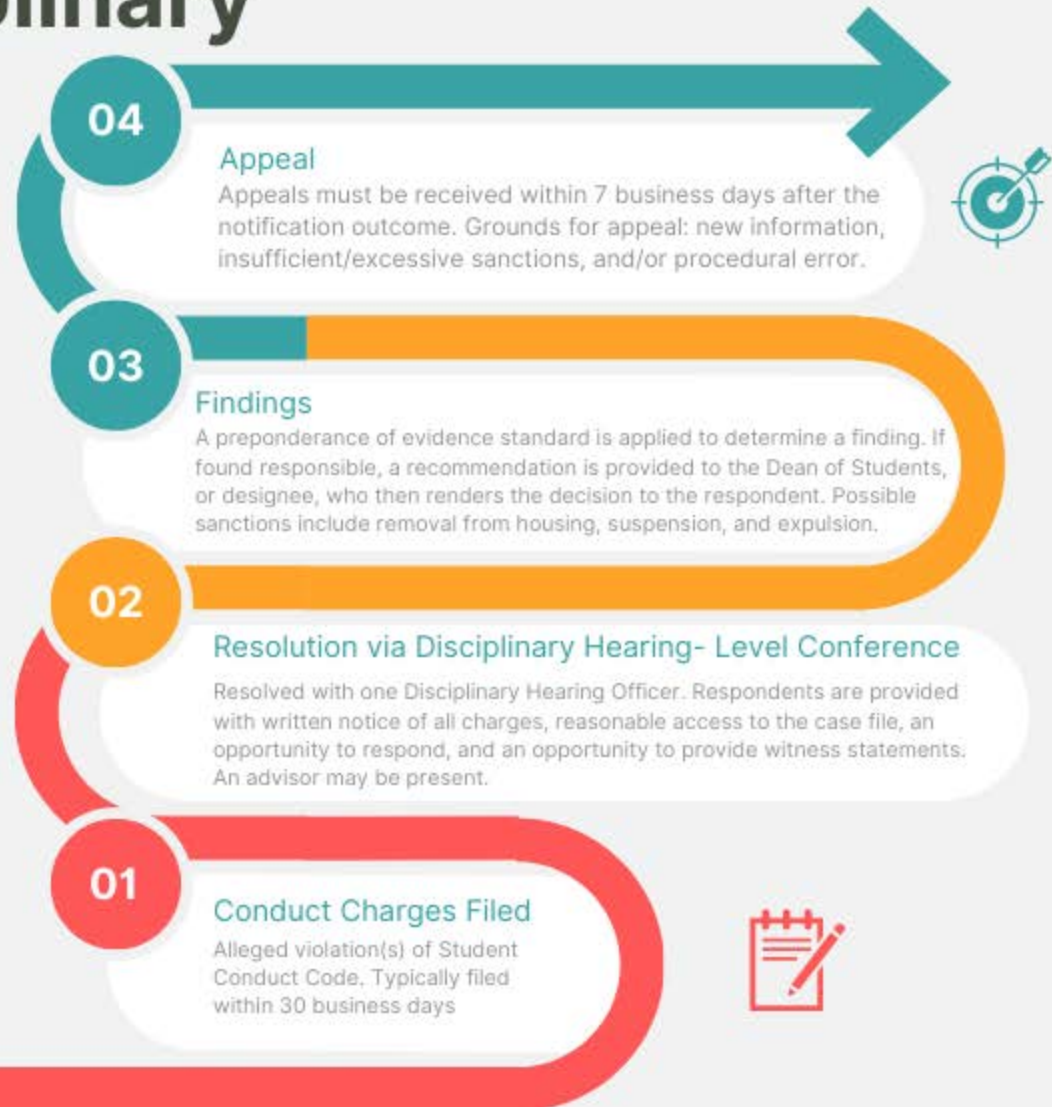 04
Appeal
Appeals must be received within 7 business days after the
notification outcome. Grounds for appeal: new information,
insufficient/excessive sanctions, and/or procedural error.
03
Findings
A preponderance of evidence standard is applied to determine a finding. If
found responsible, a recommendation is provided to the Dean of Students,
or designee, who then renders the decision to the respondent. Possible
sanctions include removal from housing, suspension, and expulsion.
02
Resolution via Disciplinary Hearing- Level Conference
Resolved with one Disciplinary Hearing Officer. Respondents are provided
with written notice of all charges, reasonable access to the case file, an
opportunity to respond, and an opportunity to provide witness statements.
An advisor may be present.
01
Conduct Charges Filed
Alleged violation(s) of Student
Conduct Code. Typically filed
within 30 business days